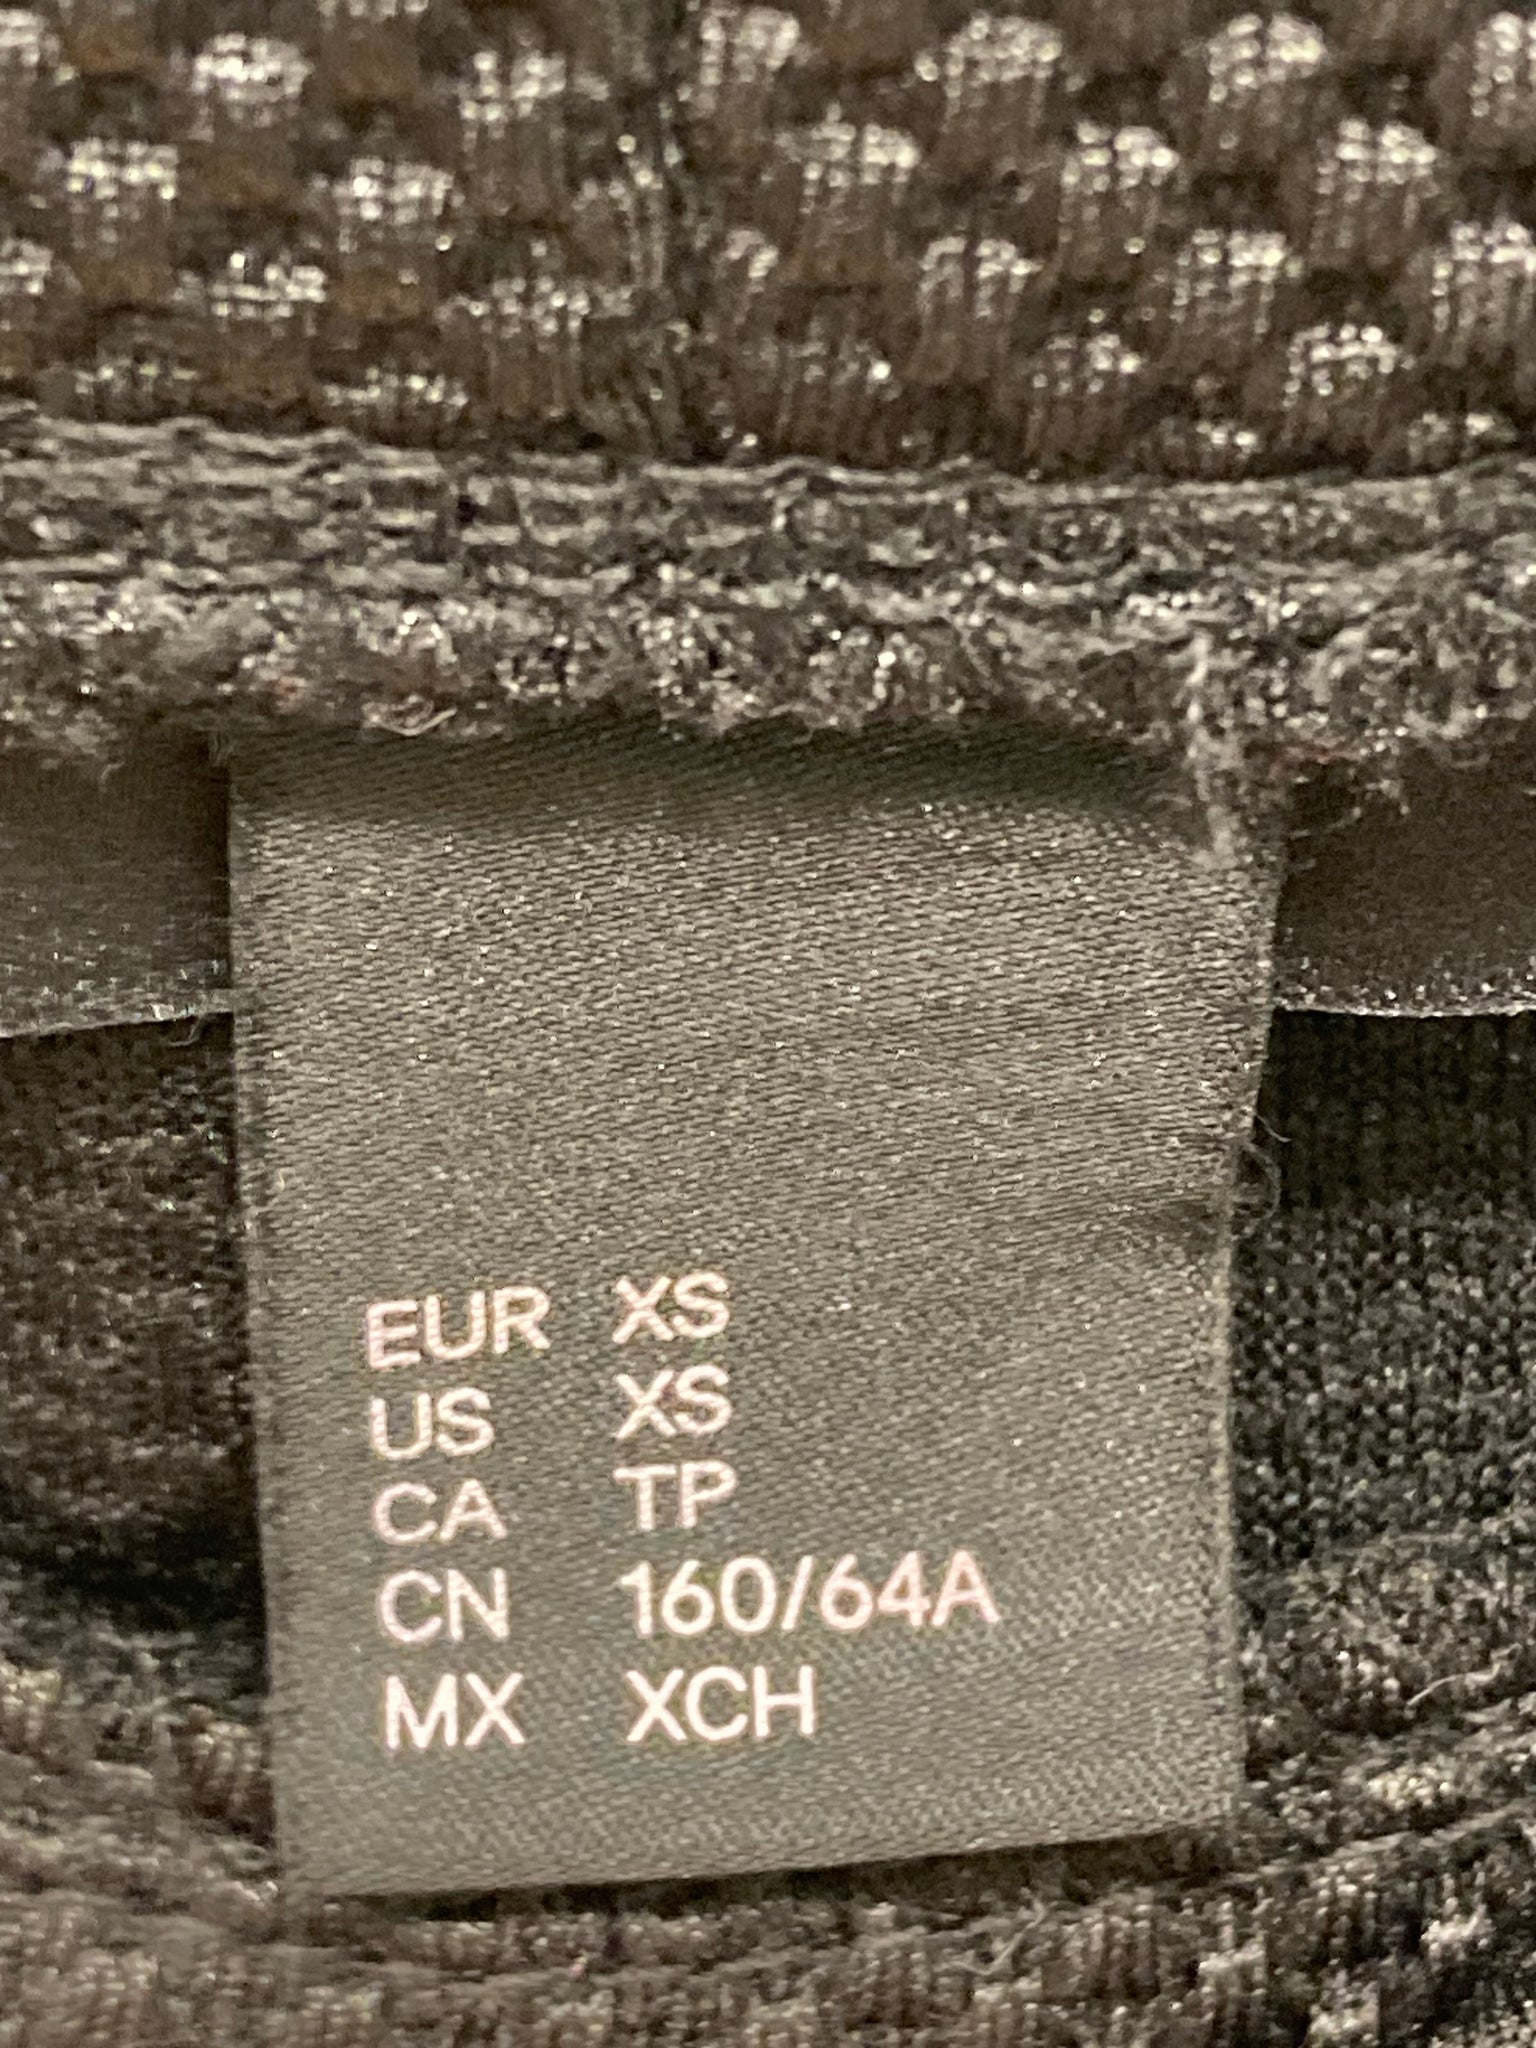 EUR XS
US XS
CA TP
CN 160/64A
MX XCH